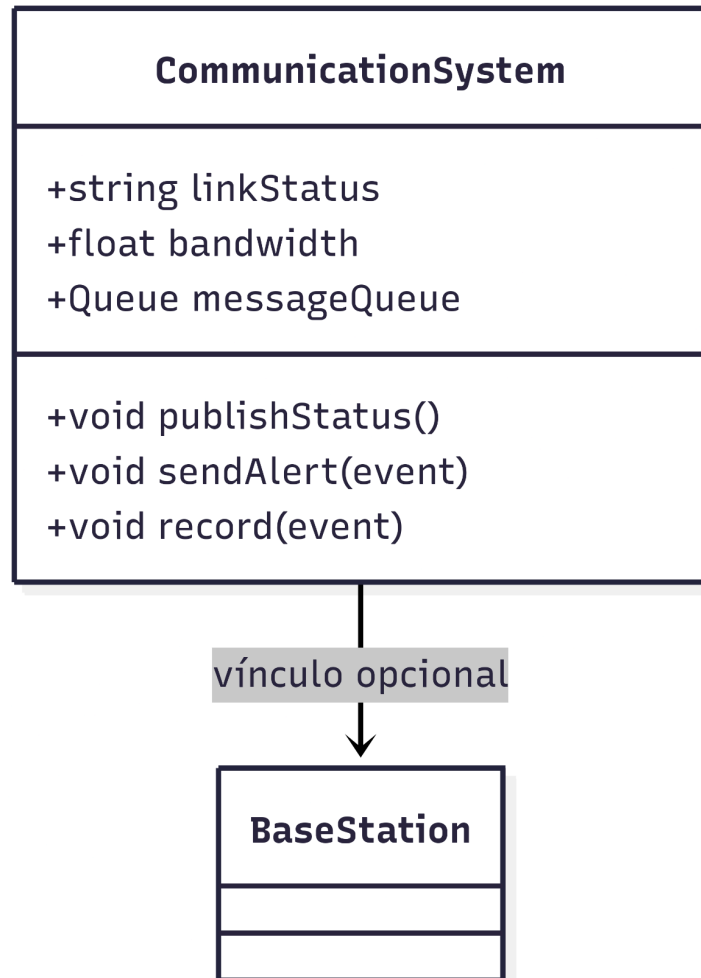 CommunicationSystem
+string linkStatus
+float bandwidth
+Queue messageQueue
+void publishStatus()
+void sendAlert(event)
+void record(event)
vínculo opcional
BaseStation